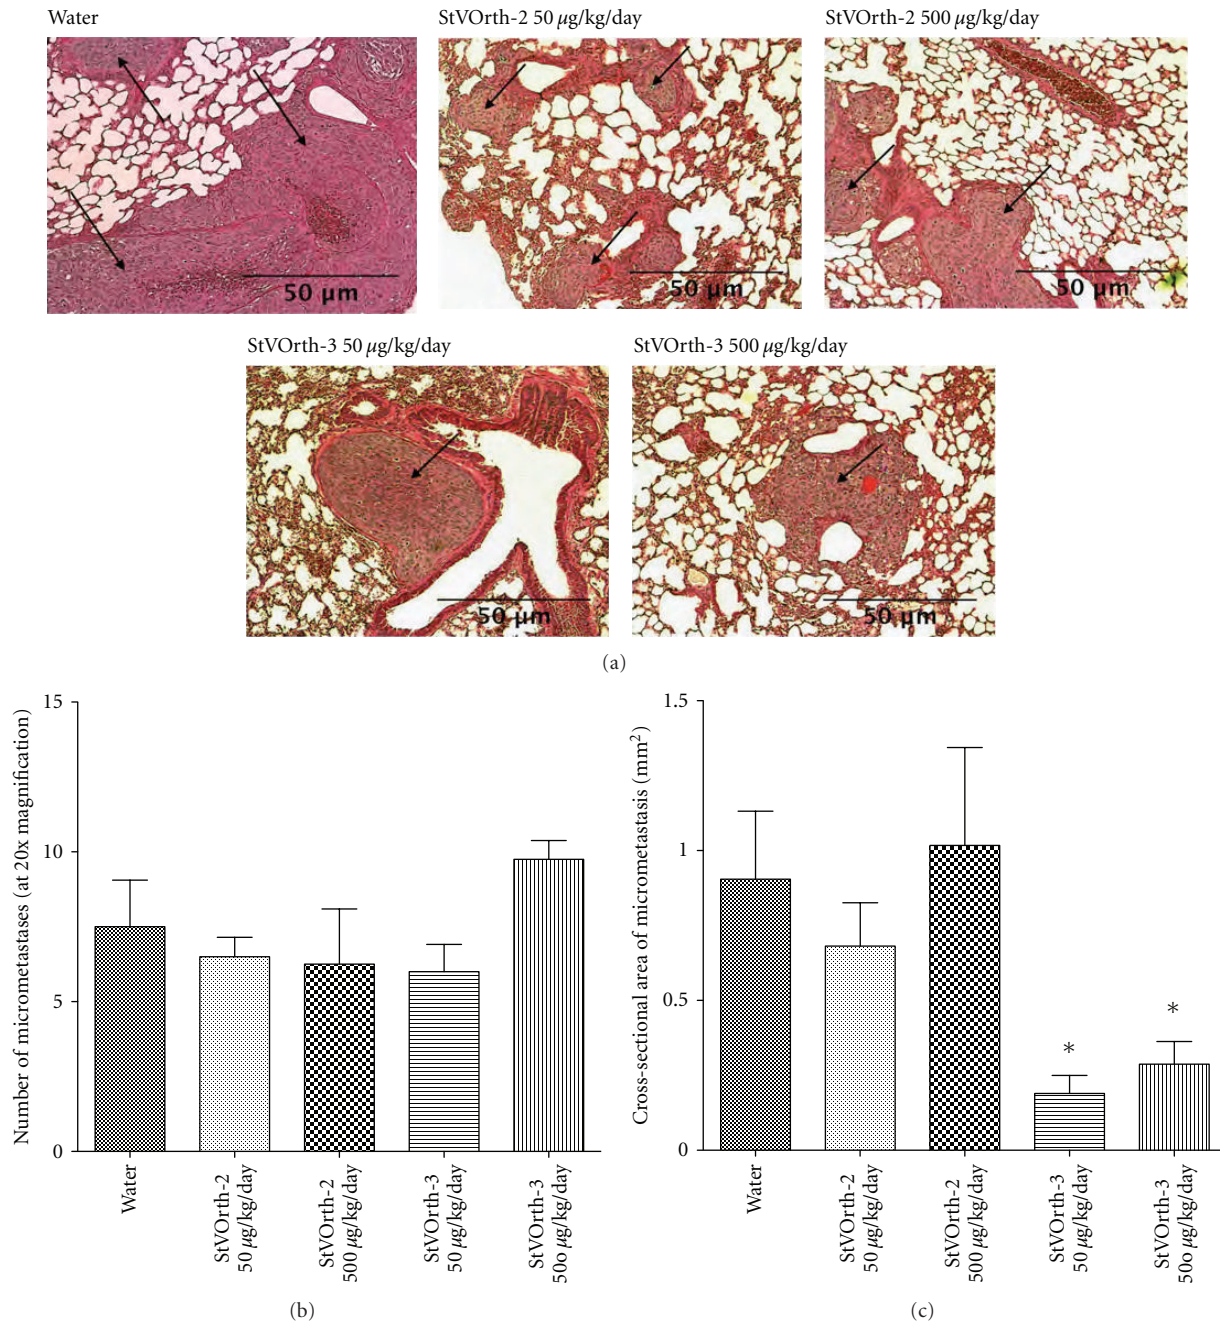 Water
StVOrth-2 50 µg/kg/day
StVOrth-2 500 µg/kg/day
50 µm
50 µm
50 µm
StVOrth-3 50 µg/kg/day
StVOrth-3 500 µg/kg/day
50 µm
50 µm
(a)
Number of micrometastases (at 20x magnification)
15
10
5
0
Water
StVOrth-2
50 µg/kg/day
StVOrth-2
500 µg/kg/day
StVOrth-3
50 µg/kg/day
StVOrth-3
50o µg/kg/day
(b)
Cross-sectional area of micrometastasis (mm²)
1.5
1
0.5
0
*
*
Water
StVOrth-2
50 µg/kg/day
StVOrth-2
500 µg/kg/day
StVOrth-3
50 µg/kg/day
StVOrth-3
50o µg/kg/day
(c)